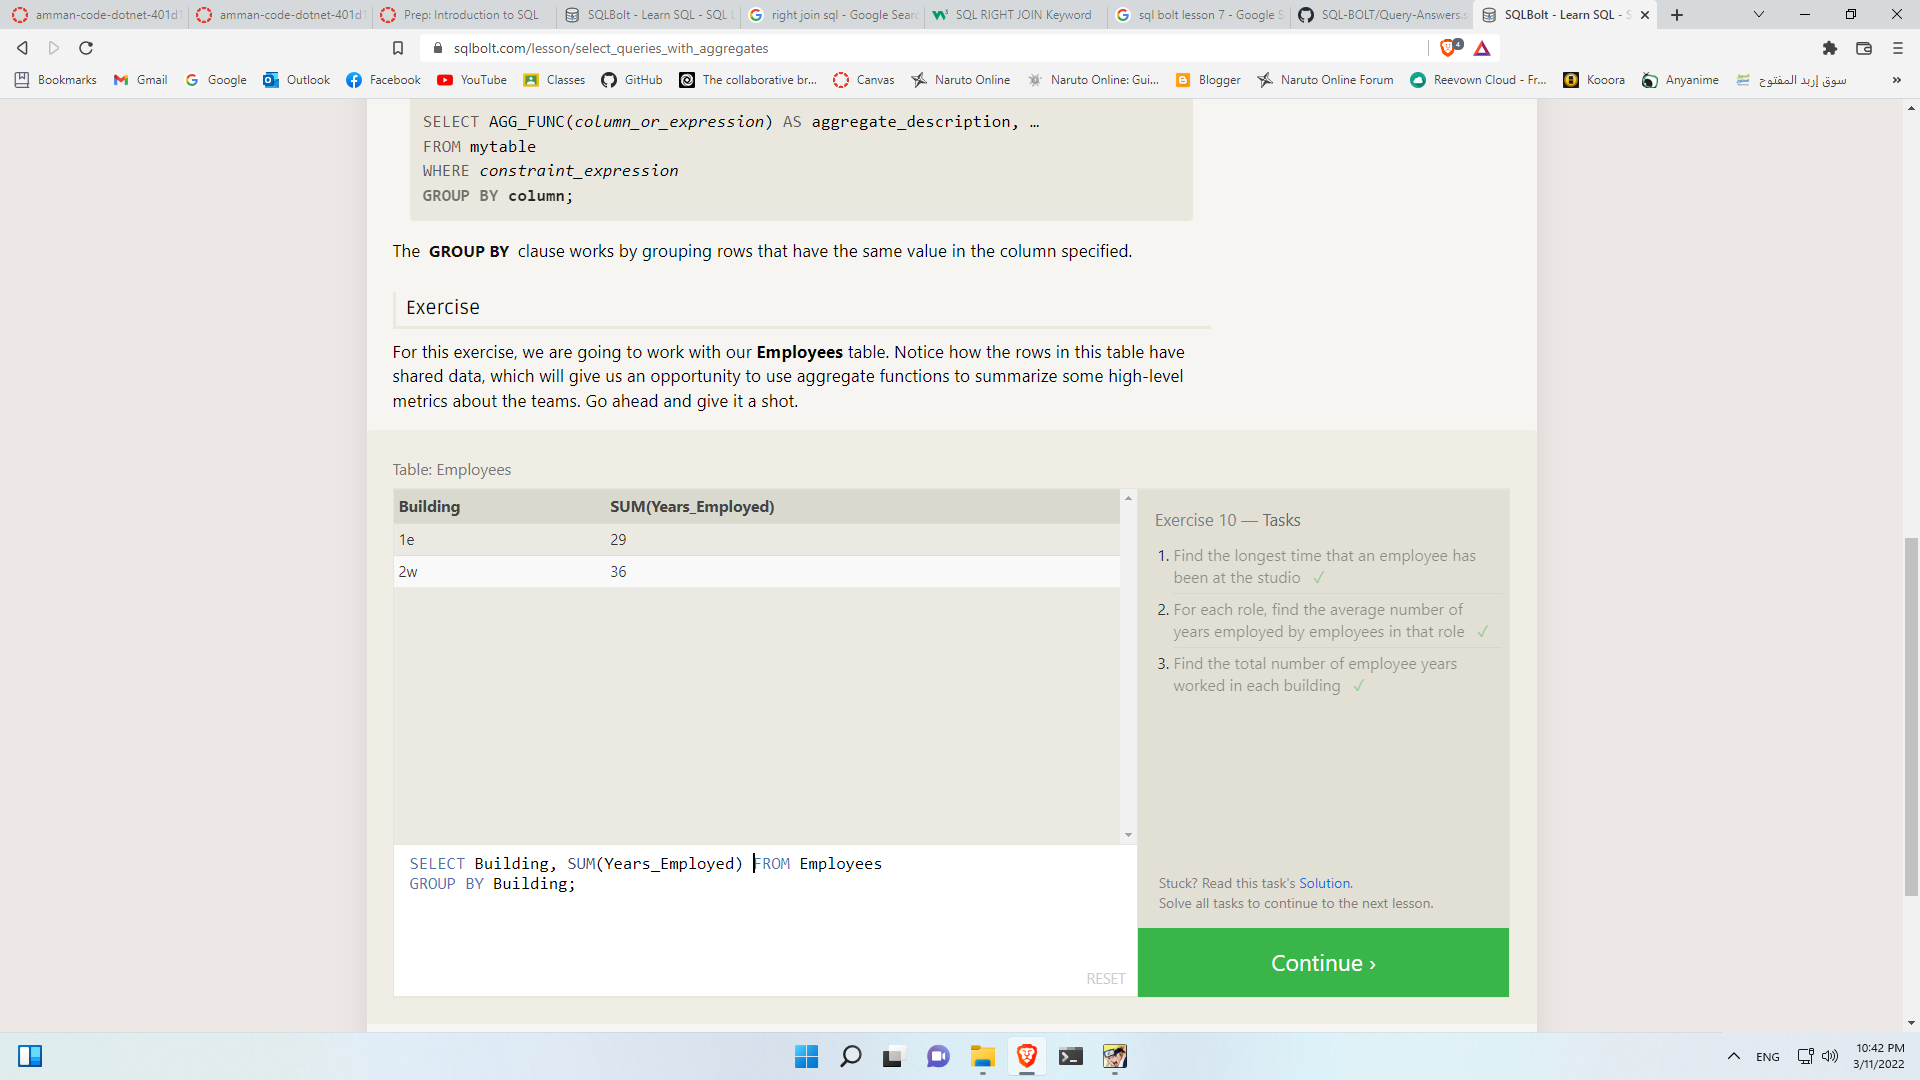 amman-code-dotnet-401d1
amman-code-dotnet-401d1
Prep: Introduction to SQL
SQLBolt - Learn SQL - SQL L
right join sql - Google Searc
SQL RIGHT JOIN Keyword
sql bolt lesson 7 - Google S
SQL-BOLT/Query-Answers.s
SQLBolt - Learn SQL - S
sqlbolt.com/lesson/select_queries_with_aggregates
4
Bookmarks
Gmail
Google
Outlook
Facebook
YouTube
Classes
GitHub
The collaborative br...
Canvas
Naruto Online
Naruto Online: Gui...
Blogger
Naruto Online Forum
Reevown Cloud - Fr...
Kooora
Anyanime
سوق إربد المفتوح
»
SELECT AGG_FUNC(column_or_expression) AS aggregate_description, …
FROM mytable
WHERE constraint_expression
GROUP BY column;
The GROUP BY clause works by grouping rows that have the same value in the column specified.
Exercise
For this exercise, we are going to work with our Employees table. Notice how the rows in this table have
shared data, which will give us an opportunity to use aggregate functions to summarize some high-level
metrics about the teams. Go ahead and give it a shot.
Table: Employees
Building SUM(Years_Employed)
1e 29
2w 36
SELECT Building, SUM(Years_Employed) FROM Employees
GROUP BY Building;
RESET
Exercise 10 — Tasks
1. Find the longest time that an employee has
been at the studio ✓
2. For each role, find the average number of
years employed by employees in that role ✓
3. Find the total number of employee years
worked in each building ✓
Stuck? Read this task's Solution.
Solve all tasks to continue to the next lesson.
Continue ›
ENG
10:42 PM
3/11/2022